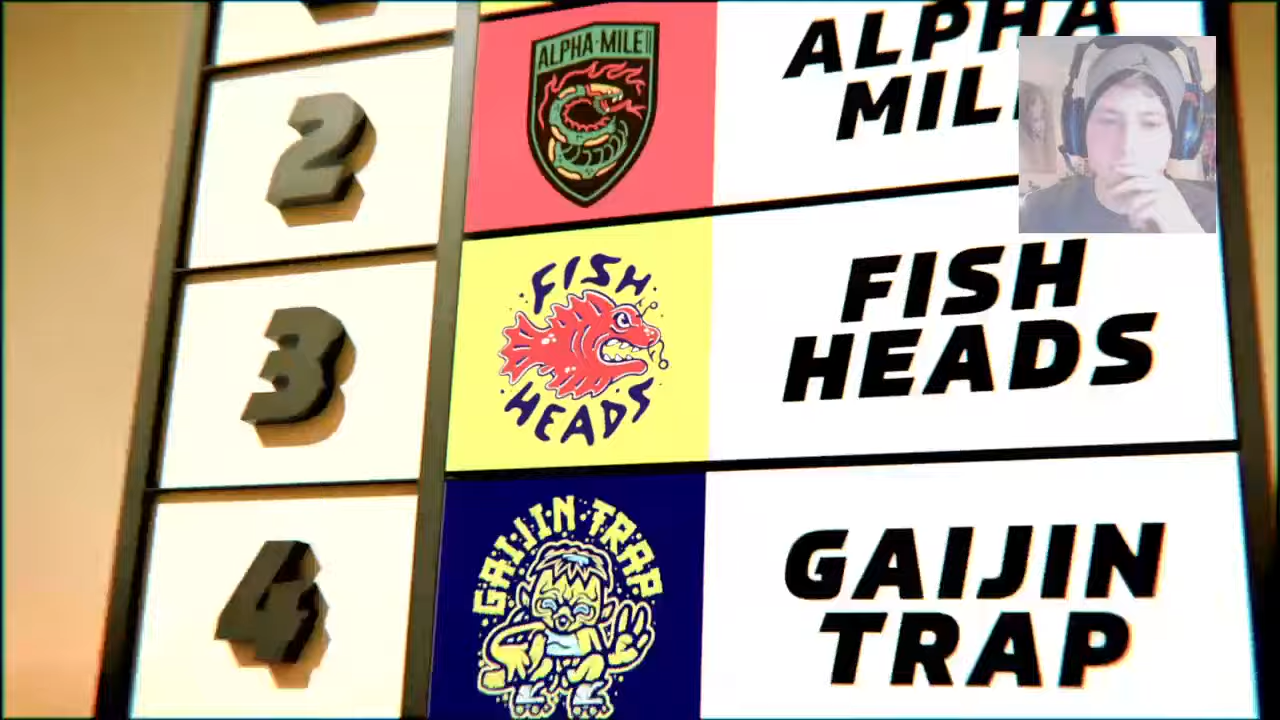 ALPHA·MILE
ALPHA
MIL
2
FISH
HEADS
FISH
HEADS
3
GAIJIN TRAP
GAIJIN
TRAP
4